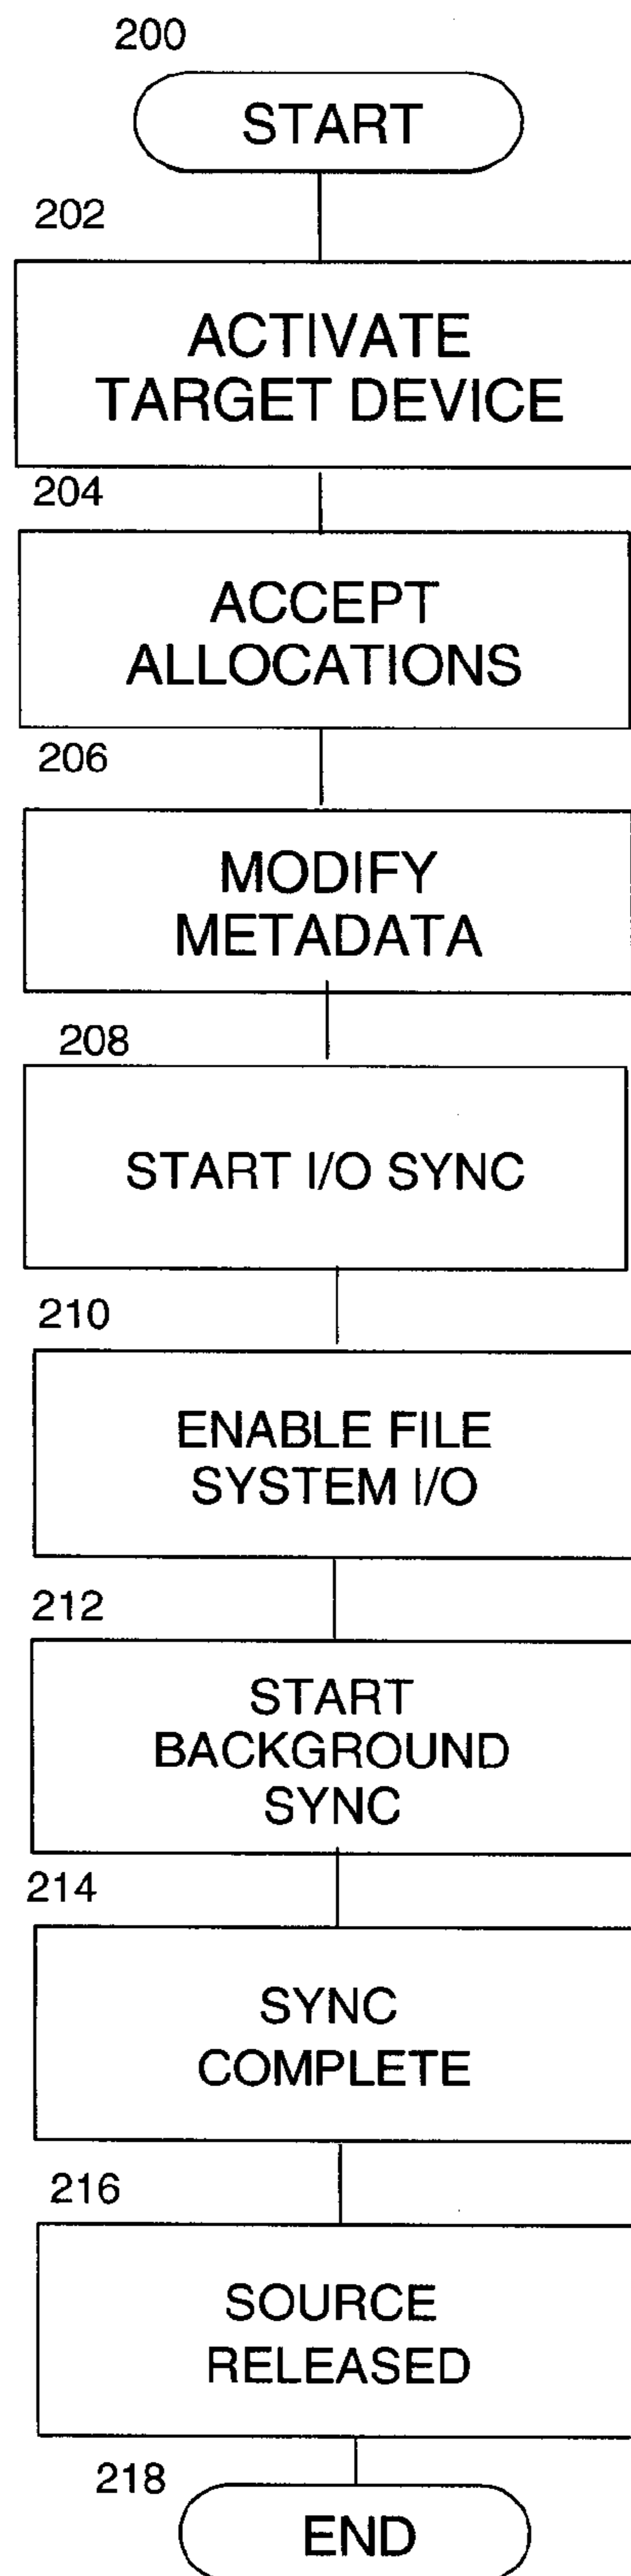 200
START
202
ACTIVATE
TARGET DEVICE
204
ACCEPT
ALLOCATIONS
206
MODIFY
METADATA
208
START I/O SYNC
210
ENABLE FILE
SYSTEM I/O
212
START
BACKGROUND
SYNC
214
SYNC
COMPLETE
216
SOURCE
RELEASED
218
END